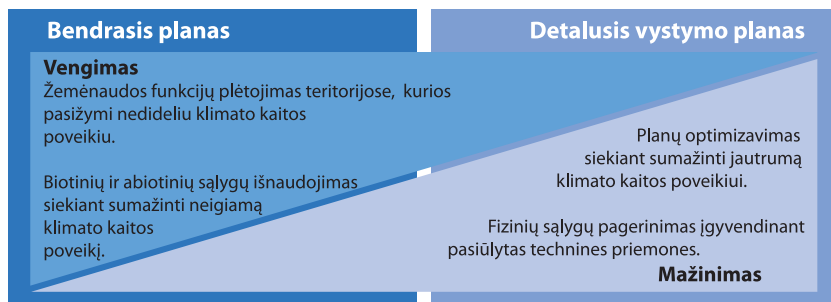 Bendrasis planas
Detalusis vystymo planas
Vengimas
Žemėnaudos funkcijų plėtojimas teritorijose, kurios
pasižymi nedideliu klimato kaitos
poveikiu.
Biotinių ir abiotinių sąlygų išnaudojimas
siekiant sumažinti neigiamą
klimato kaitos
poveikį.
Planų optimizavimas
siekiant sumažinti jautrumą
klimato kaitos poveikiui.
Fizinių sąlygų pagerinimas įgyvendinant
pasiūlytas technines priemones.
Mažinimas